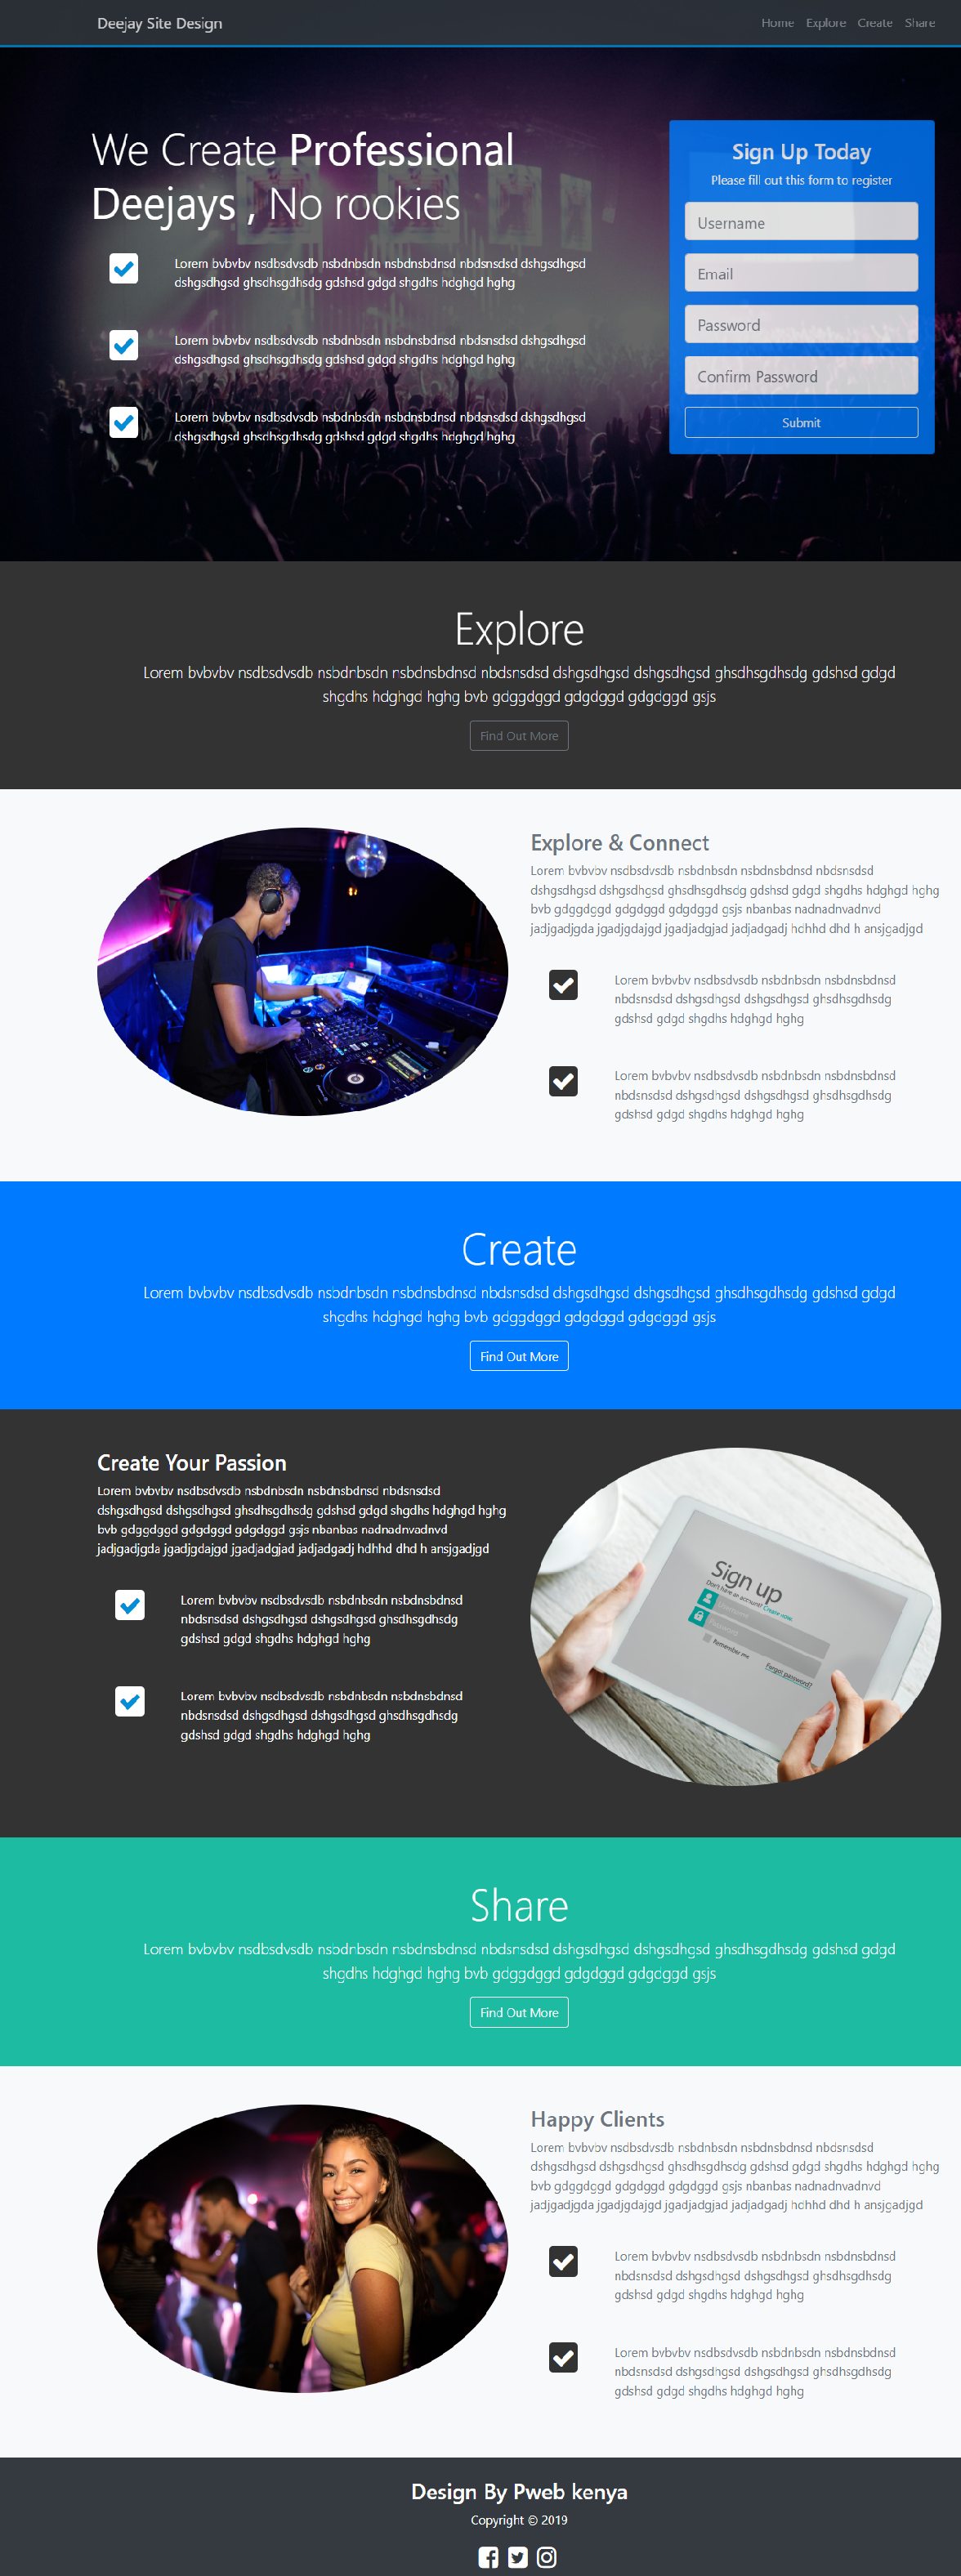 Deejay Site Design
Home Explore Create Share
We Create Professional
Deejays , No rookies
Lorem bvbvbv nsdbsdvsdb nsbdnbsdn nsbdnsbdnsd nbdsnsdsd dshgsdhgsd
dshgsdhgsd ghsdhsgdhsdg gdshsd gdgd shgdhs hdghgd hghg
Lorem bvbvbv nsdbsdvsdb nsbdnbsdn nsbdnsbdnsd nbdsnsdsd dshgsdhgsd
dshgsdhgsd ghsdhsgdhsdg gdshsd gdgd shgdhs hdghgd hghg
Lorem bvbvbv nsdbsdvsdb nsbdnbsdn nsbdnsbdnsd nbdsnsdsd dshgsdhgsd
dshgsdhgsd ghsdhsgdhsdg gdshsd gdgd shgdhs hdghgd hghg
Sign Up Today
Please fill out this form to register
Username
Email
Password
Confirm Password
Submit
Explore
Lorem bvbvbv nsdbsdvsdb nsbdnbsdn nsbdnsbdnsd nbdsnsdsd dshgsdhgsd dshgsdhgsd ghsdhsgdhsdg gdshsd gdgd
shgdhs hdghgd hghg bvb gdggdggd gdgdggd gdgdggd gsjs
Find Out More
Explore & Connect
Lorem bvbvbv nsdbsdvsdb nsbdnbsdn nsbdnsbdnsd nbdsnsdsd
dshgsdhgsd dshgsdhgsd ghsdhsgdhsdg gdshsd gdgd shgdhs hdghgd hghg
bvb gdggdggd gdgdggd gdgdggd gsjs nbanbas nadnadnvadnvd
jadjgadjgda jgadjgdajgd jgadjadgjad jadjadgadj hdhhd dhd h ansjgadjgd
Lorem bvbvbv nsdbsdvsdb nsbdnbsdn nsbdnsbdnsd
nbdsnsdsd dshgsdhgsd dshgsdhgsd ghsdhsgdhsdg
gdshsd gdgd shgdhs hdghgd hghg
Lorem bvbvbv nsdbsdvsdb nsbdnbsdn nsbdnsbdnsd
nbdsnsdsd dshgsdhgsd dshgsdhgsd ghsdhsgdhsdg
gdshsd gdgd shgdhs hdghgd hghg
Create
Lorem bvbvbv nsdbsdvsdb nsbdnbsdn nsbdnsbdnsd nbdsnsdsd dshgsdhgsd dshgsdhgsd ghsdhsgdhsdg gdshsd gdgd
shgdhs hdghgd hghg bvb gdggdggd gdgdggd gdgdggd gsjs
Find Out More
Create Your Passion
Lorem bvbvbv nsdbsdvsdb nsbdnbsdn nsbdnsbdnsd nbdsnsdsd
dshgsdhgsd dshgsdhgsd ghsdhsgdhsdg gdshsd gdgd shgdhs hdghgd hghg
bvb gdggdggd gdgdggd gdgdggd gsjs nbanbas nadnadnvadnvd
jadjgadjgda jgadjgdajgd jgadjadgjad jadjadgadj hdhhd dhd h ansjgadjgd
Lorem bvbvbv nsdbsdvsdb nsbdnbsdn nsbdnsbdnsd
nbdsnsdsd dshgsdhgsd dshgsdhgsd ghsdhsgdhsdg
gdshsd gdgd shgdhs hdghgd hghg
Lorem bvbvbv nsdbsdvsdb nsbdnbsdn nsbdnsbdnsd
nbdsnsdsd dshgsdhgsd dshgsdhgsd ghsdhsgdhsdg
gdshsd gdgd shgdhs hdghgd hghg
Sign up
Don't have an account? Create now.
Remember me
Forgot password?
Share
Lorem bvbvbv nsdbsdvsdb nsbdnbsdn nsbdnsbdnsd nbdsnsdsd dshgsdhgsd dshgsdhgsd ghsdhsgdhsdg gdshsd gdgd
shgdhs hdghgd hghg bvb gdggdggd gdgdggd gdgdggd gsjs
Find Out More
Happy Clients
Lorem bvbvbv nsdbsdvsdb nsbdnbsdn nsbdnsbdnsd nbdsnsdsd
dshgsdhgsd dshgsdhgsd ghsdhsgdhsdg gdshsd gdgd shgdhs hdghgd hghg
bvb gdggdggd gdgdggd gdgdggd gsjs nbanbas nadnadnvadnvd
jadjgadjgda jgadjgdajgd jgadjadgjad jadjadgadj hdhhd dhd h ansjgadjgd
Lorem bvbvbv nsdbsdvsdb nsbdnbsdn nsbdnsbdnsd
nbdsnsdsd dshgsdhgsd dshgsdhgsd ghsdhsgdhsdg
gdshsd gdgd shgdhs hdghgd hghg
Lorem bvbvbv nsdbsdvsdb nsbdnbsdn nsbdnsbdnsd
nbdsnsdsd dshgsdhgsd dshgsdhgsd ghsdhsgdhsdg
gdshsd gdgd shgdhs hdghgd hghg
Design By Pweb kenya
Copyright © 2019